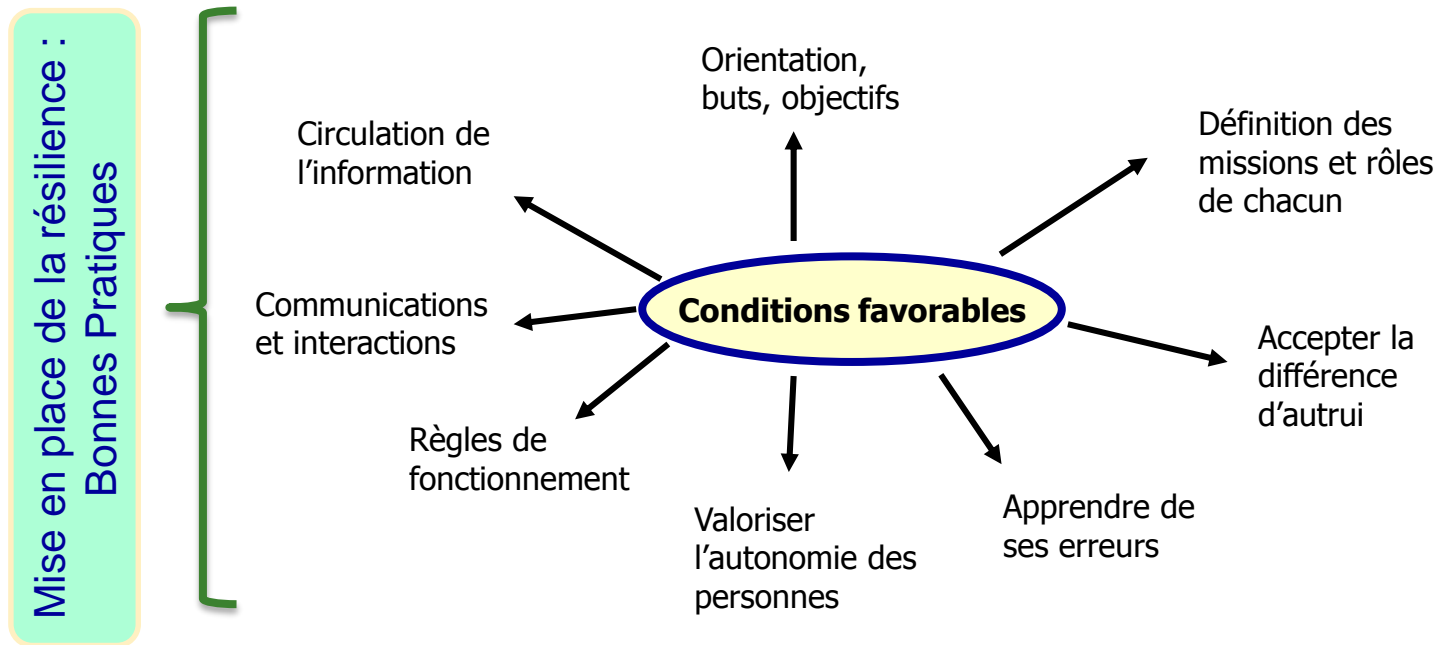 Mise en place de la résilience :
Bonnes Pratiques
Orientation,
buts, objectifs
Circulation de
l’information
Définition des
missions et rôles
de chacun
Communications
et interactions
Conditions favorables
Accepter la
différence
d’autrui
Règles de
fonctionnement
Valoriser
l’autonomie des
personnes
Apprendre de
ses erreurs